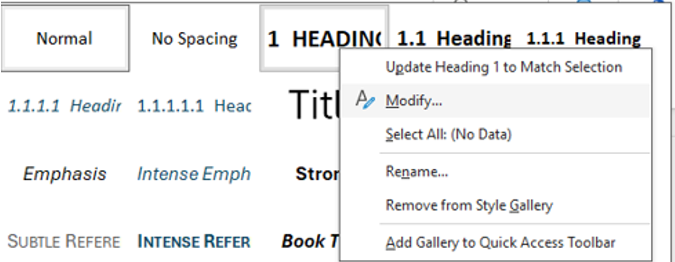 Normal
No Spacing
1 HEADING
1.1 Heading
1.1.1 Heading
Update Heading 1 to Match Selection
Modify...
1.1.1.1 Headir
1.1.1.1.1 Heac
Titl
Select All: (No Data)
Emphasis
Intense Emph
Stron
Rename...
Remove from Style Gallery
SUBTLE REFERE
INTENSE REFER
Book T
Add Gallery to Quick Access Toolbar